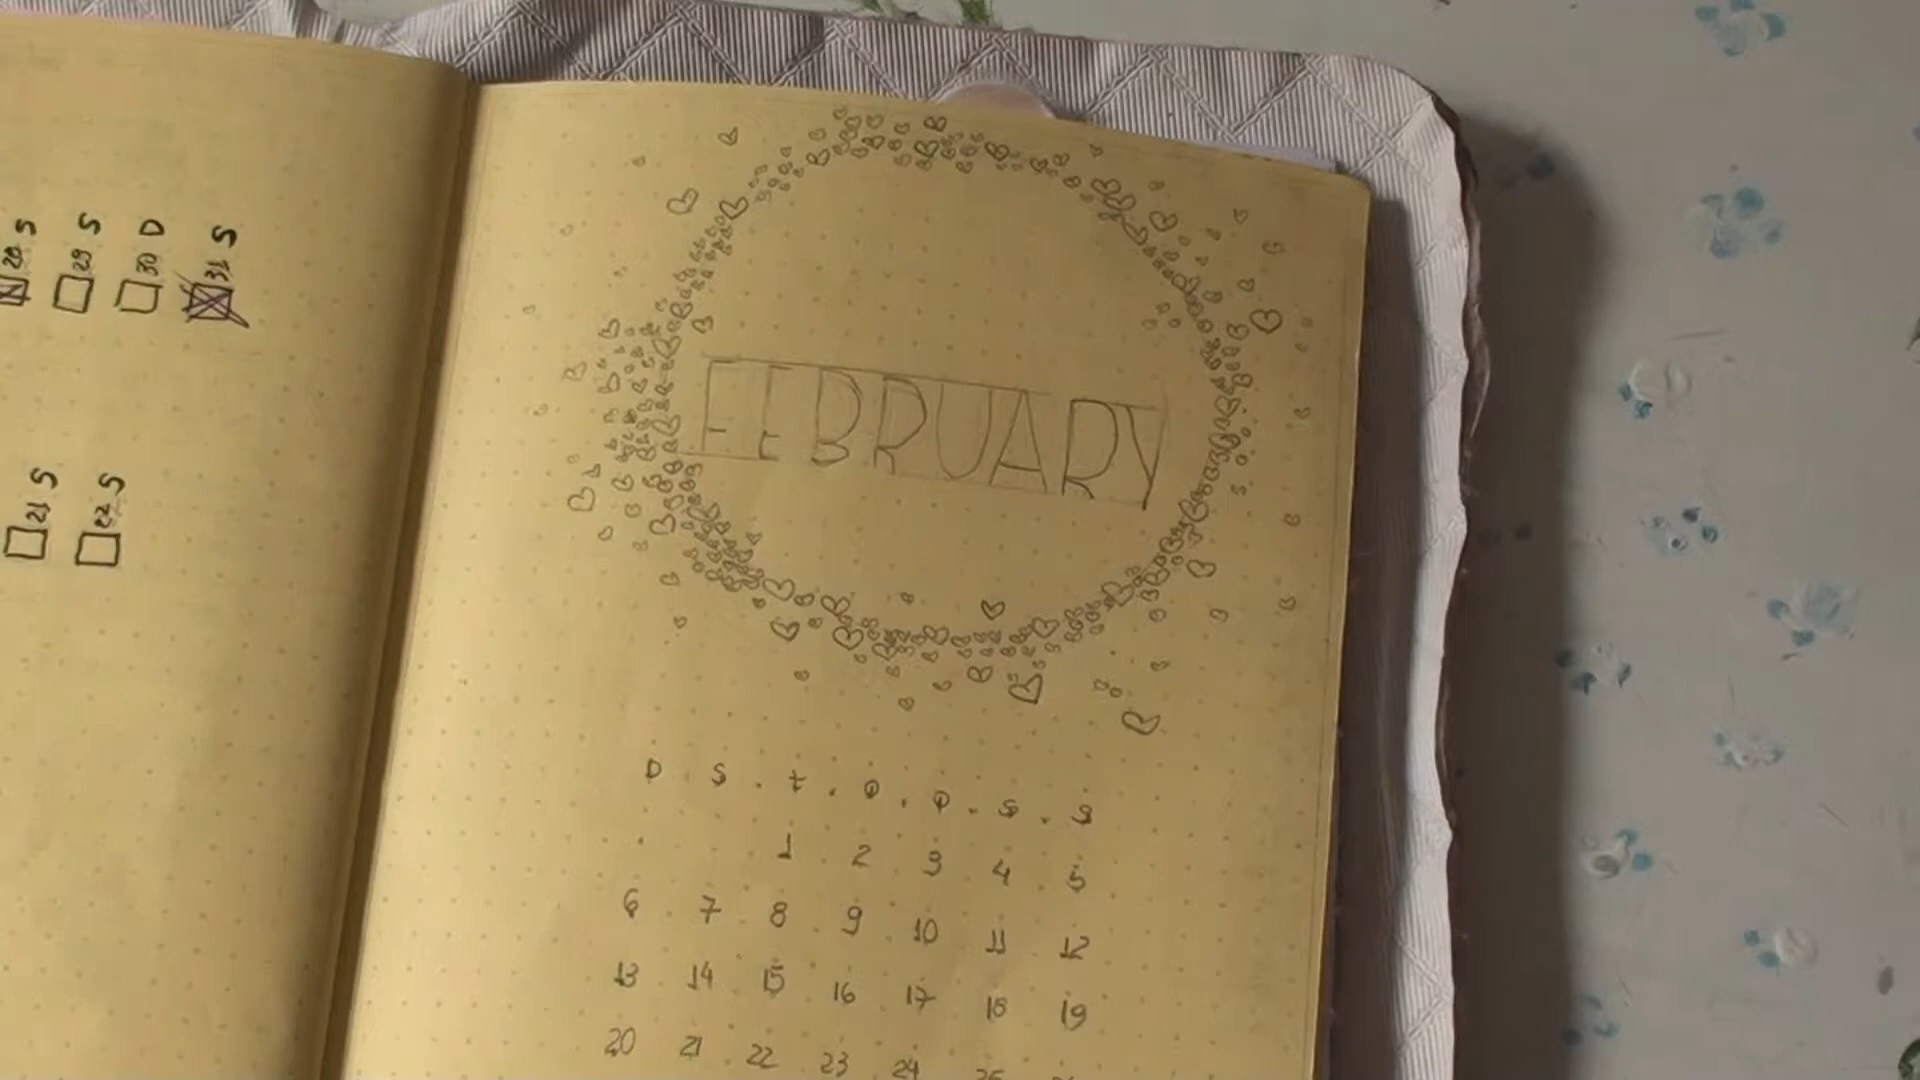 28 S
29 S
30 D
31 S
21 S
22 S
FEBRUARY
D S T Q Q S S
1 2 3 4 5
6 7 8 9 10 11 12
13 14 15 16 17 18 19
20 21 22 23 24 25